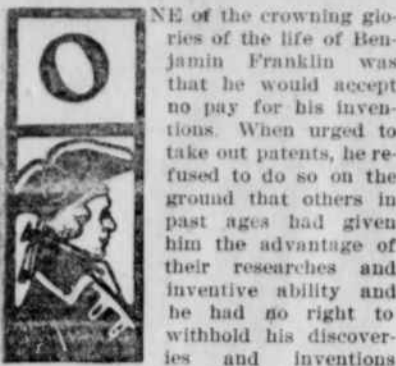 ONE of the crowning glo-
ries of the life of Ben-
jamin Franklin was
that he would accept
no pay for his inven-
tions. When urged to
take out patents, he re-
fused to do so on the
ground that others in
past ages had given
him the advantage of
their researches and
inventive ability and
he had no right to
withhold his discover-
ies and inventions